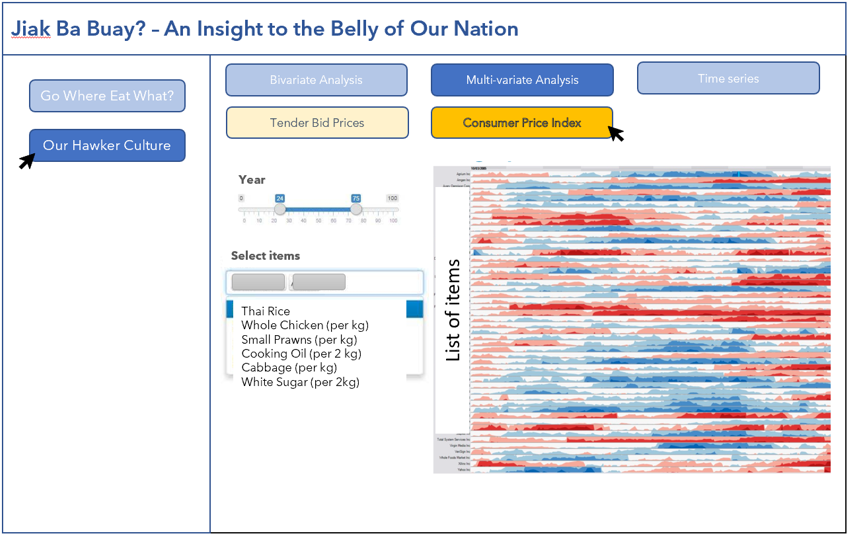 Jiak Ba Buay? – An Insight to the Belly of Our Nation
Go Where Eat What?
Our Hawker Culture
Bivariate Analysis
Multi-variate Analysis
Time series
Tender Bid Prices
Consumer Price Index
Year
0 24 75 100
0 10 20 30 40 50 60 70 80 90 100
Select items
Thai Rice
Whole Chicken (per kg)
Small Prawns (per kg)
Cooking Oil (per 2 kg)
Cabbage (per kg)
White Sugar (per 2kg)
List of items